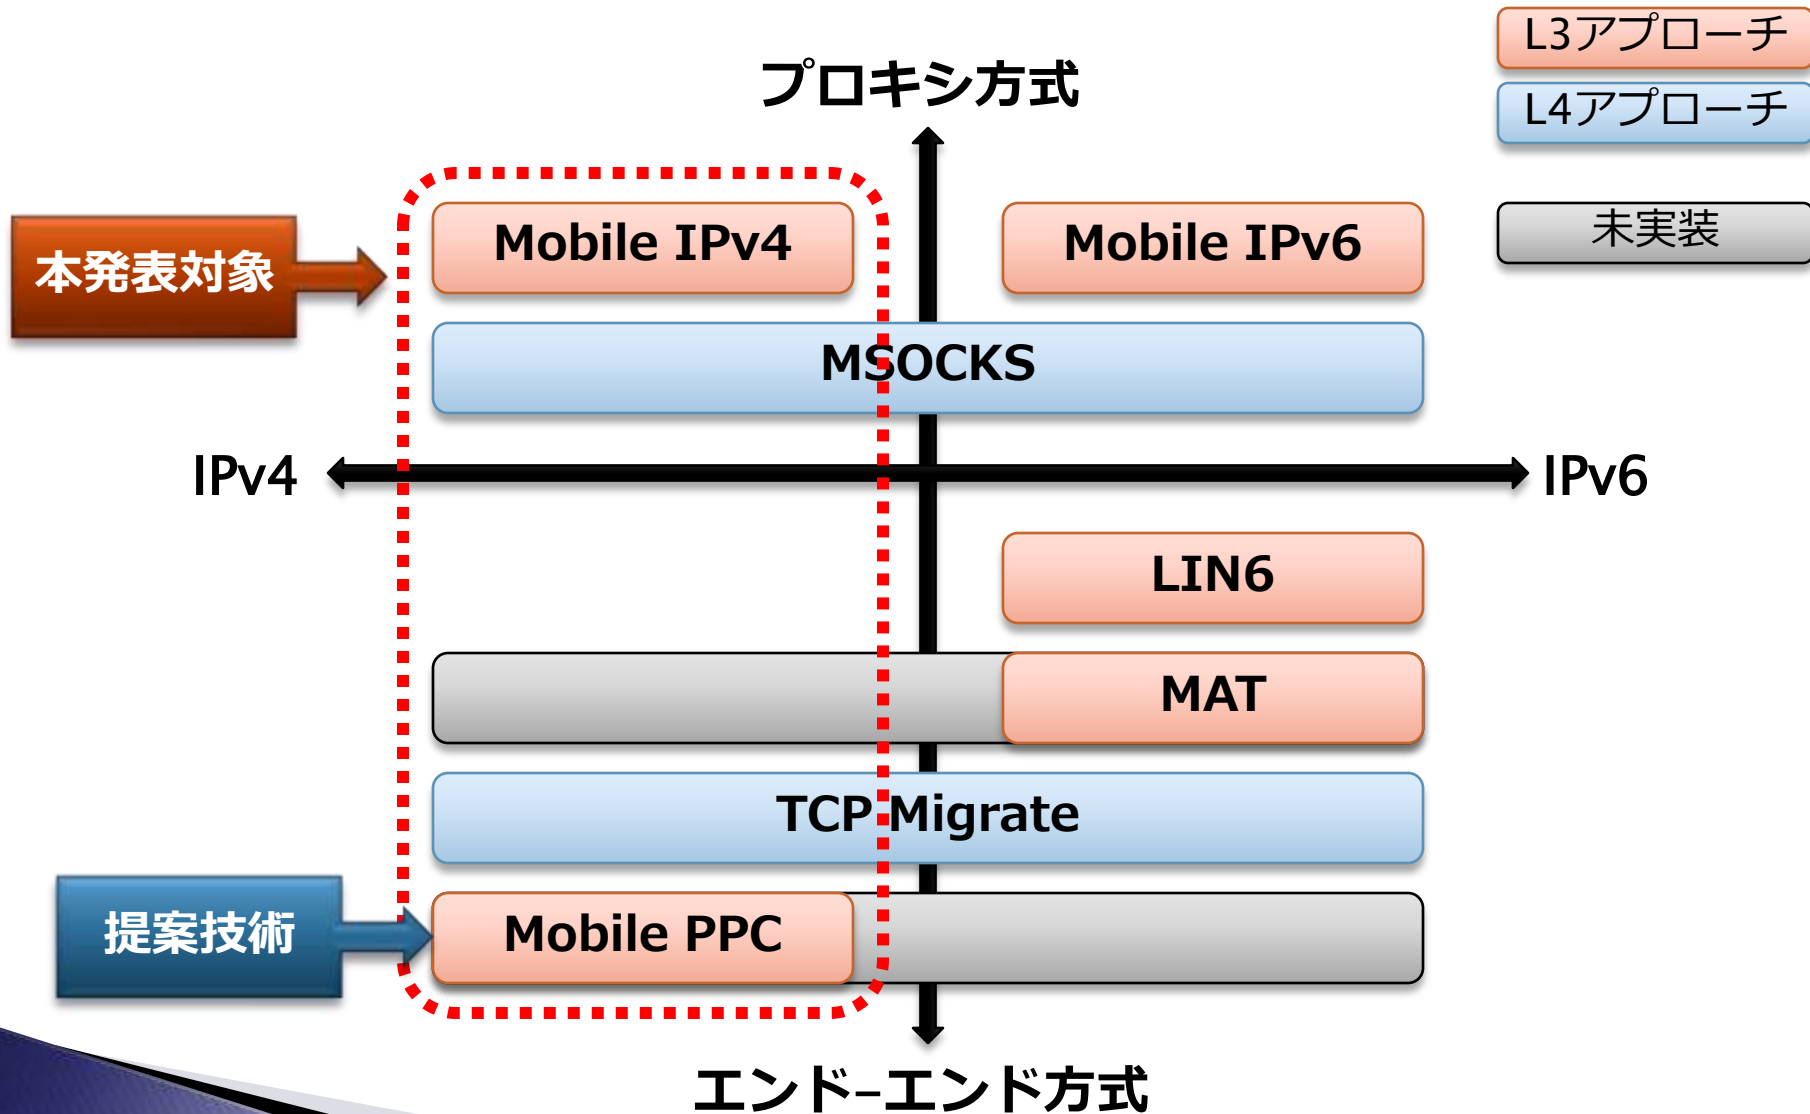 L3アプローチ
プロキシ方式
L4アプローチ
本発表対象
Mobile IPv4
Mobile IPv6
未実装
MSOCKS
IPv4
IPv6
LIN6
MAT
TCP Migrate
提案技術
Mobile PPC
エンド–エンド方式